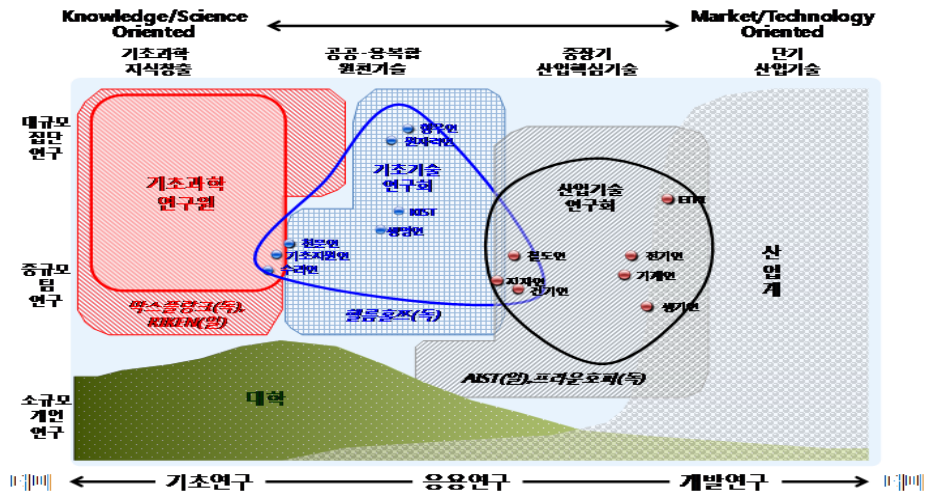 Knowledge/Science
Oriented
Market/Technology
Oriented
기초과학
지식창출
공공-융복합
원천기술
중장기
산업핵심기술
단기
산업기술
대규모
집단
연구
항우연
원자력연
기초과학
연구원
기초기술
연구회
산업기술
연구회
ETRI
KIST
생명연
천문연
기초지원연
수리연
철도연
전기연
지자연
건기연
기계연
생기연
중규모
팀
연구
산
업
계
막스플랑크(독),
RIKEN(일)
헬름홀쯔(독)
AIST(일),프라운호퍼(독)
대학
소규모
개인
연구
기초연구
응용연구
개발연구